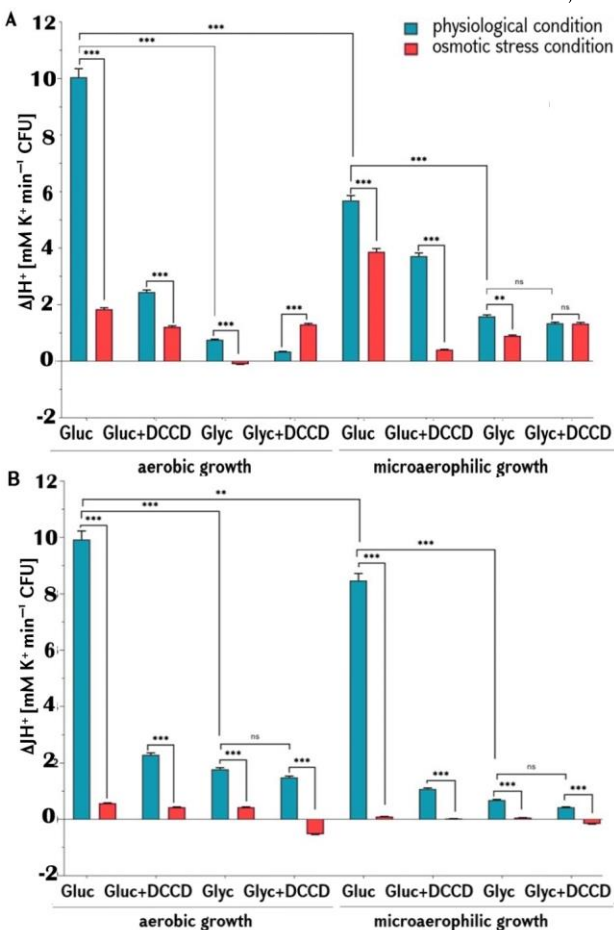 A
physiological condition
osmotic stress condition
ΔJH⁺ [mM K⁺ min⁻¹ CFU]
12
10
8
6
4
2
0
-2
***
***
***
***
***
***
***
***
***
ns
**
ns
Gluc Gluc+DCCD Glyc Glyc+DCCD Gluc Gluc+DCCD Glyc Glyc+DCCD
aerobic growth microaerophilic growth
B
ΔJH⁺ [mM K⁺ min⁻¹ CFU]
12
10
8
6
4
2
0
-2
**
***
***
***
***
***
ns
***
***
***
***
ns
***
***
Gluc Gluc+DCCD Glyc Glyc+DCCD Gluc Gluc+DCCD Glyc Glyc+DCCD
aerobic growth microaerophilic growth